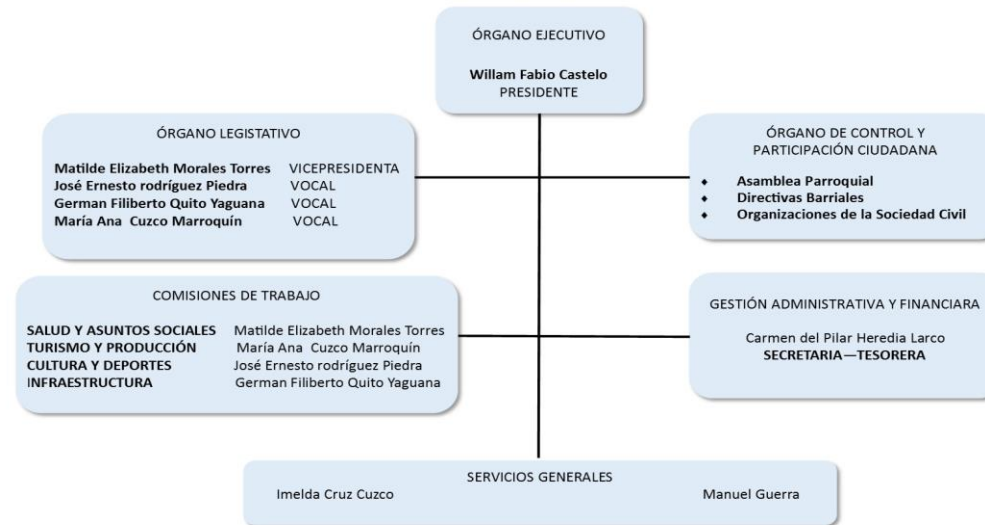 ÓRGANO EJECUTIVO
Willam Fabio Castelo
PRESIDENTE
ÓRGANO LEGISTATIVO
Matilde Elizabeth Morales Torres VICEPRESIDENTA
José Ernesto rodríguez Piedra VOCAL
German Filiberto Quito Yaguana VOCAL
María Ana Cuzco Marroquín VOCAL
ÓRGANO DE CONTROL Y
PARTICIPACIÓN CIUDADANA
♦ Asamblea Parroquial
♦ Directivas Barriales
♦ Organizaciones de la Sociedad Civil
COMISIONES DE TRABAJO
SALUD Y ASUNTOS SOCIALES Matilde Elizabeth Morales Torres
TURISMO Y PRODUCCIÓN María Ana Cuzco Marroquín
CULTURA Y DEPORTES José Ernesto rodríguez Piedra
INFRAESTRUCTURA German Filiberto Quito Yaguana
GESTIÓN ADMINISTRATIVA Y FINANCIARA
Carmen del Pilar Heredia Larco
SECRETARIA—TESORERA
SERVICIOS GENERALES
Imelda Cruz Cuzco Manuel Guerra